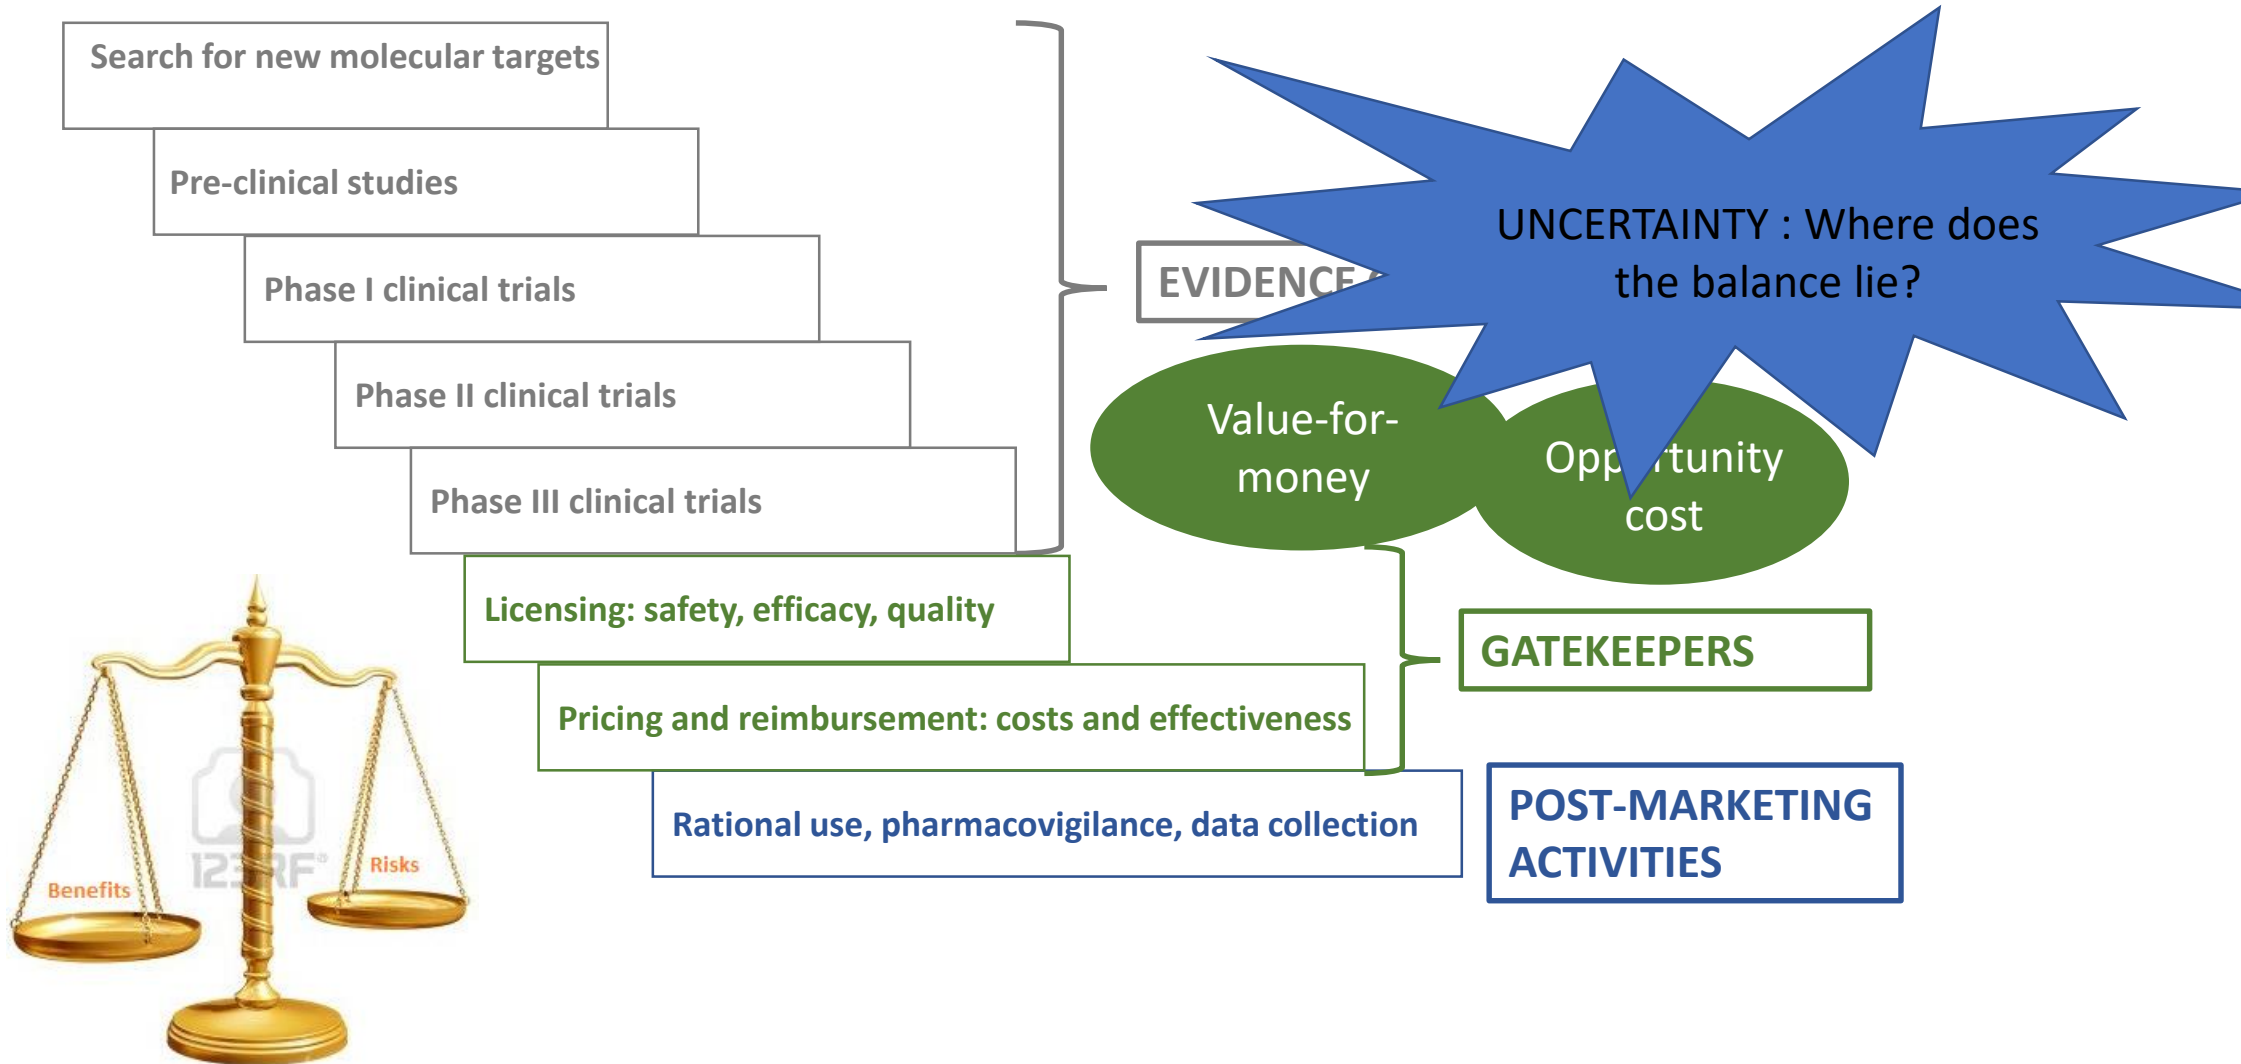 Search for new molecular targets
Pre-clinical studies
Phase I clinical trials
Phase II clinical trials
Phase III clinical trials
Licensing: safety, efficacy, quality
Pricing and reimbursement: costs and effectiveness
Rational use, pharmacovigilance, data collection
EVIDENCE
UNCERTAINTY : Where does
the balance lie?
Value-for-
money
Opportunity
cost
GATEKEEPERS
POST-MARKETING
ACTIVITIES
Benefits
Risks
123RF®